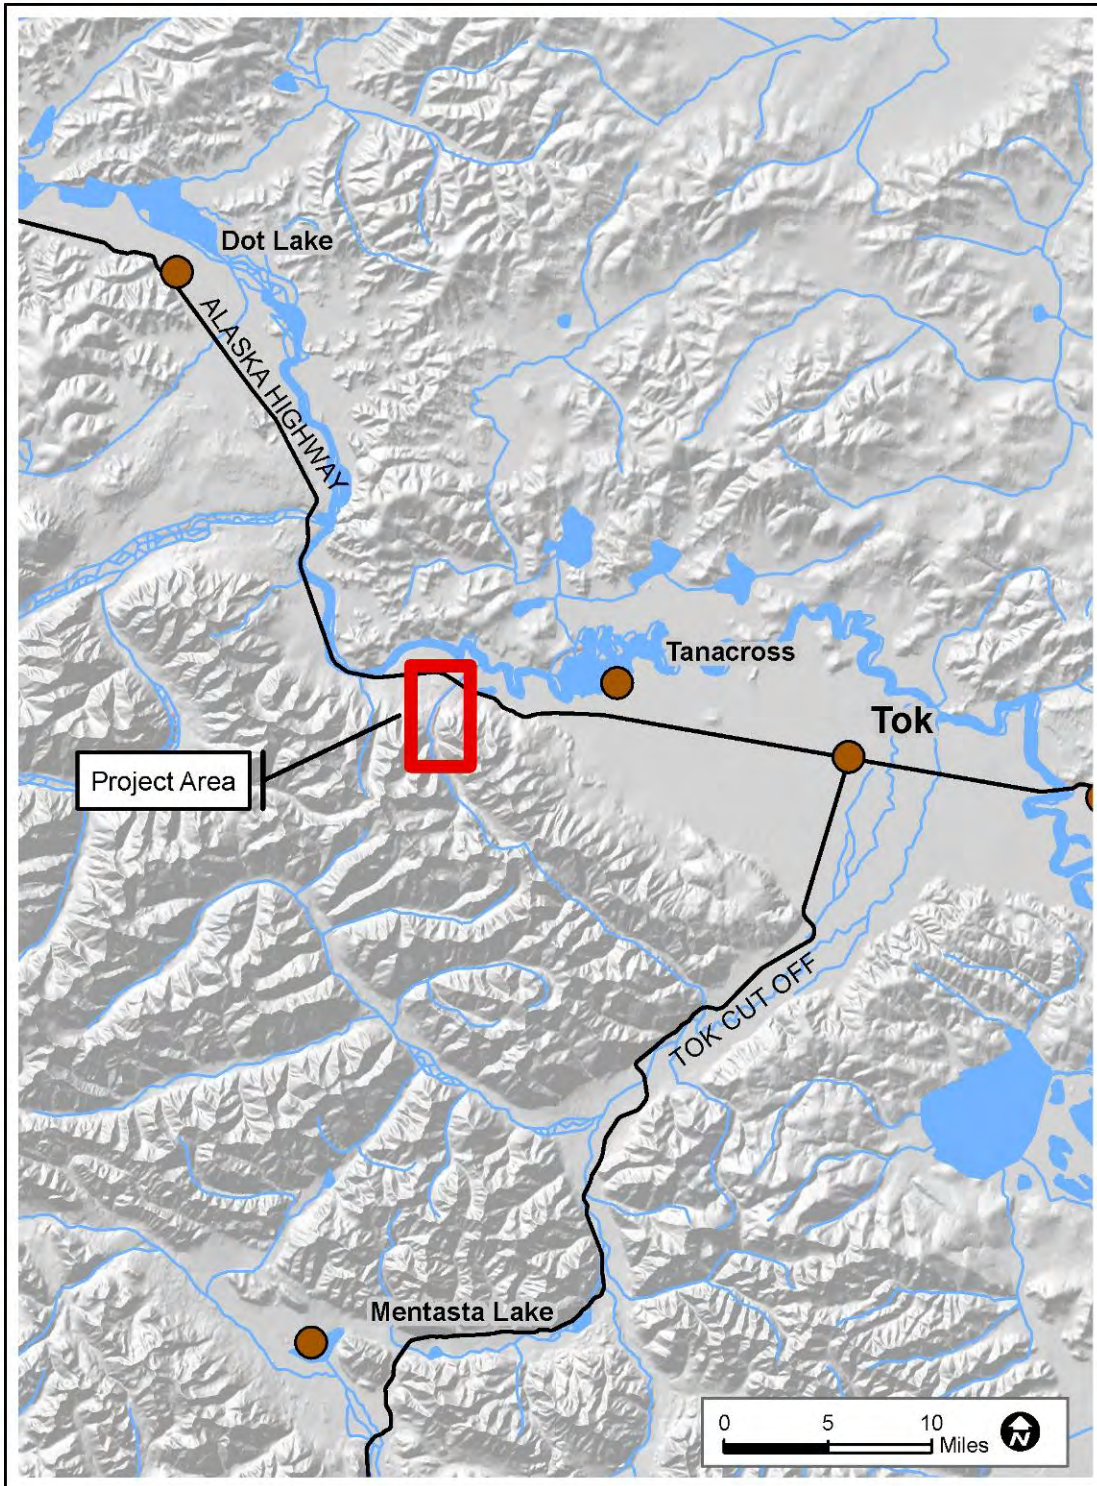 Dot Lake
ALASKA HIGHWAY
Tanacross
Tok
Project Area
TOK CUT OFF
Mentasta Lake
0 5 10
Miles
N